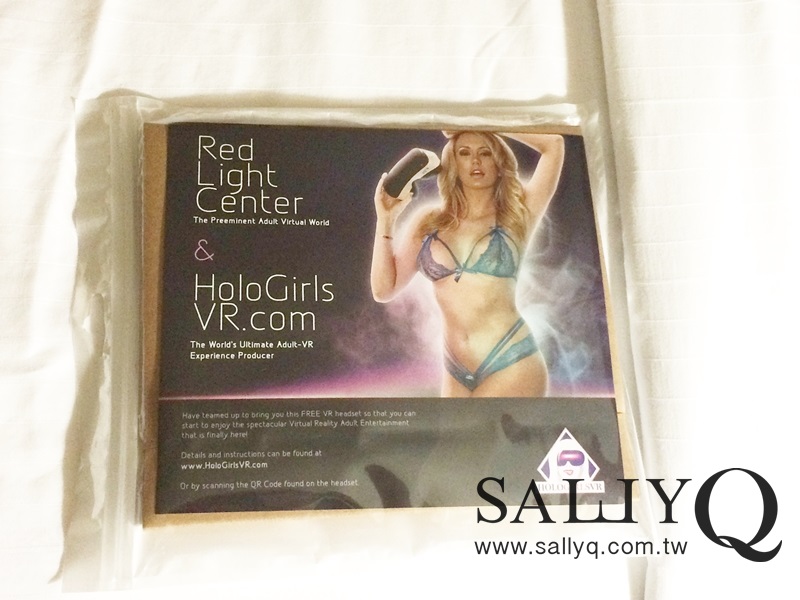 Red
Light
Center
The Preeminent Adult Virtual World
&
HoloGirls
VR.com
The World's Ultimate Adult-VR
Experience Producer
Have teamed up to bring you this FREE VR headset so that you can
start to enjoy the spectacular Virtual Reality Adult Entertainment
that is finally here!
Details and instructions can be found at
www.HoloGirlsVR.com
Or by scanning the QR Code found on the headset.
SALLYQ
www.sallyq.com.tw